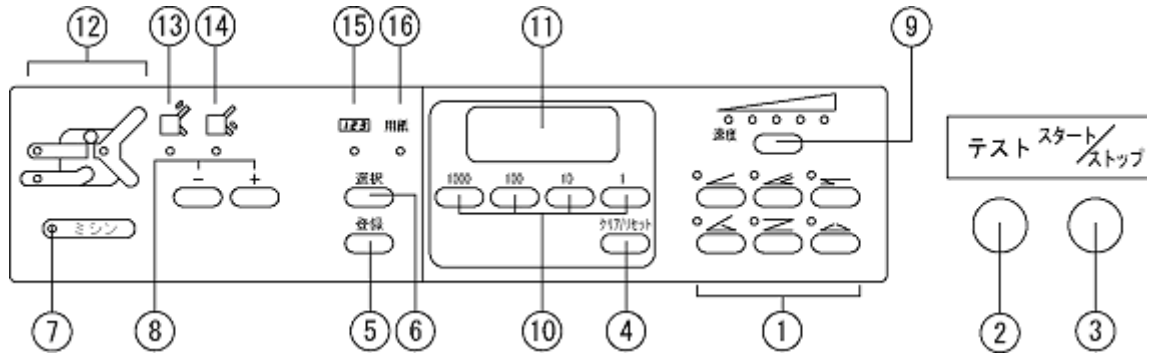 ⑫ ⑬ ⑭ ⑮ ⑯ ⑪ ⑨
123 用紙
速度
テスト スタート/ストップ
− +
選択
1000 100 10 1
ミシン
登録
クリア/リセット
⑦ ⑧ ⑤ ⑥ ⑩ ④ ① ② ③